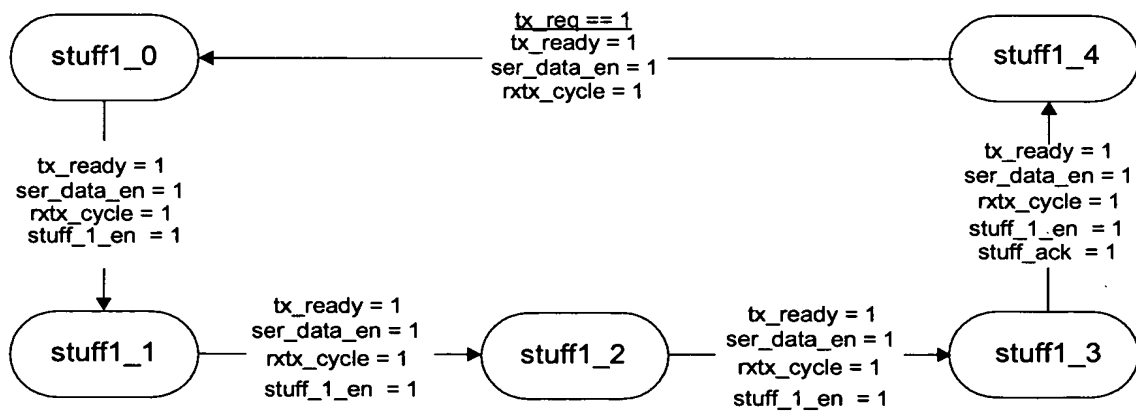 stuff1_0
tx_req == 1
tx_ready = 1
ser_data_en = 1
rxtx_cycle = 1
stuff1_4
tx_ready = 1
ser_data_en = 1
rxtx_cycle = 1
stuff_1_en = 1
tx_ready = 1
ser_data_en = 1
rxtx_cycle = 1
stuff_1_en = 1
stuff_ack = 1
stuff1_1
tx_ready = 1
ser_data_en = 1
rxtx_cycle = 1
stuff_1_en = 1
stuff1_2
tx_ready = 1
ser_data_en = 1
rxtx_cycle = 1
stuff_1_en = 1
stuff1_3